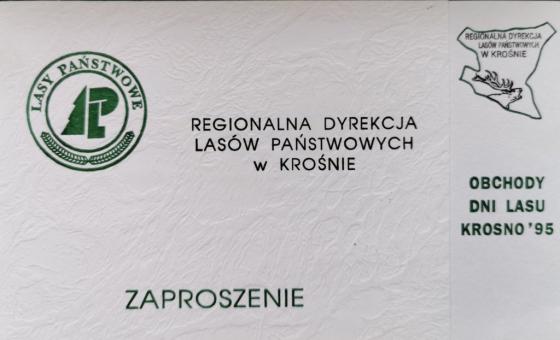 LASY PAŃSTWOWE
LP
REGIONALNA DYREKCJA
LASÓW PAŃSTWOWYCH
w KROŚNIE
ZAPROSZENIE
REGIONALNA DYREKCJA
LASÓW PAŃSTWOWYCH
W KROŚNIE
OBCHODY
DNI LASU
KROSNO '95